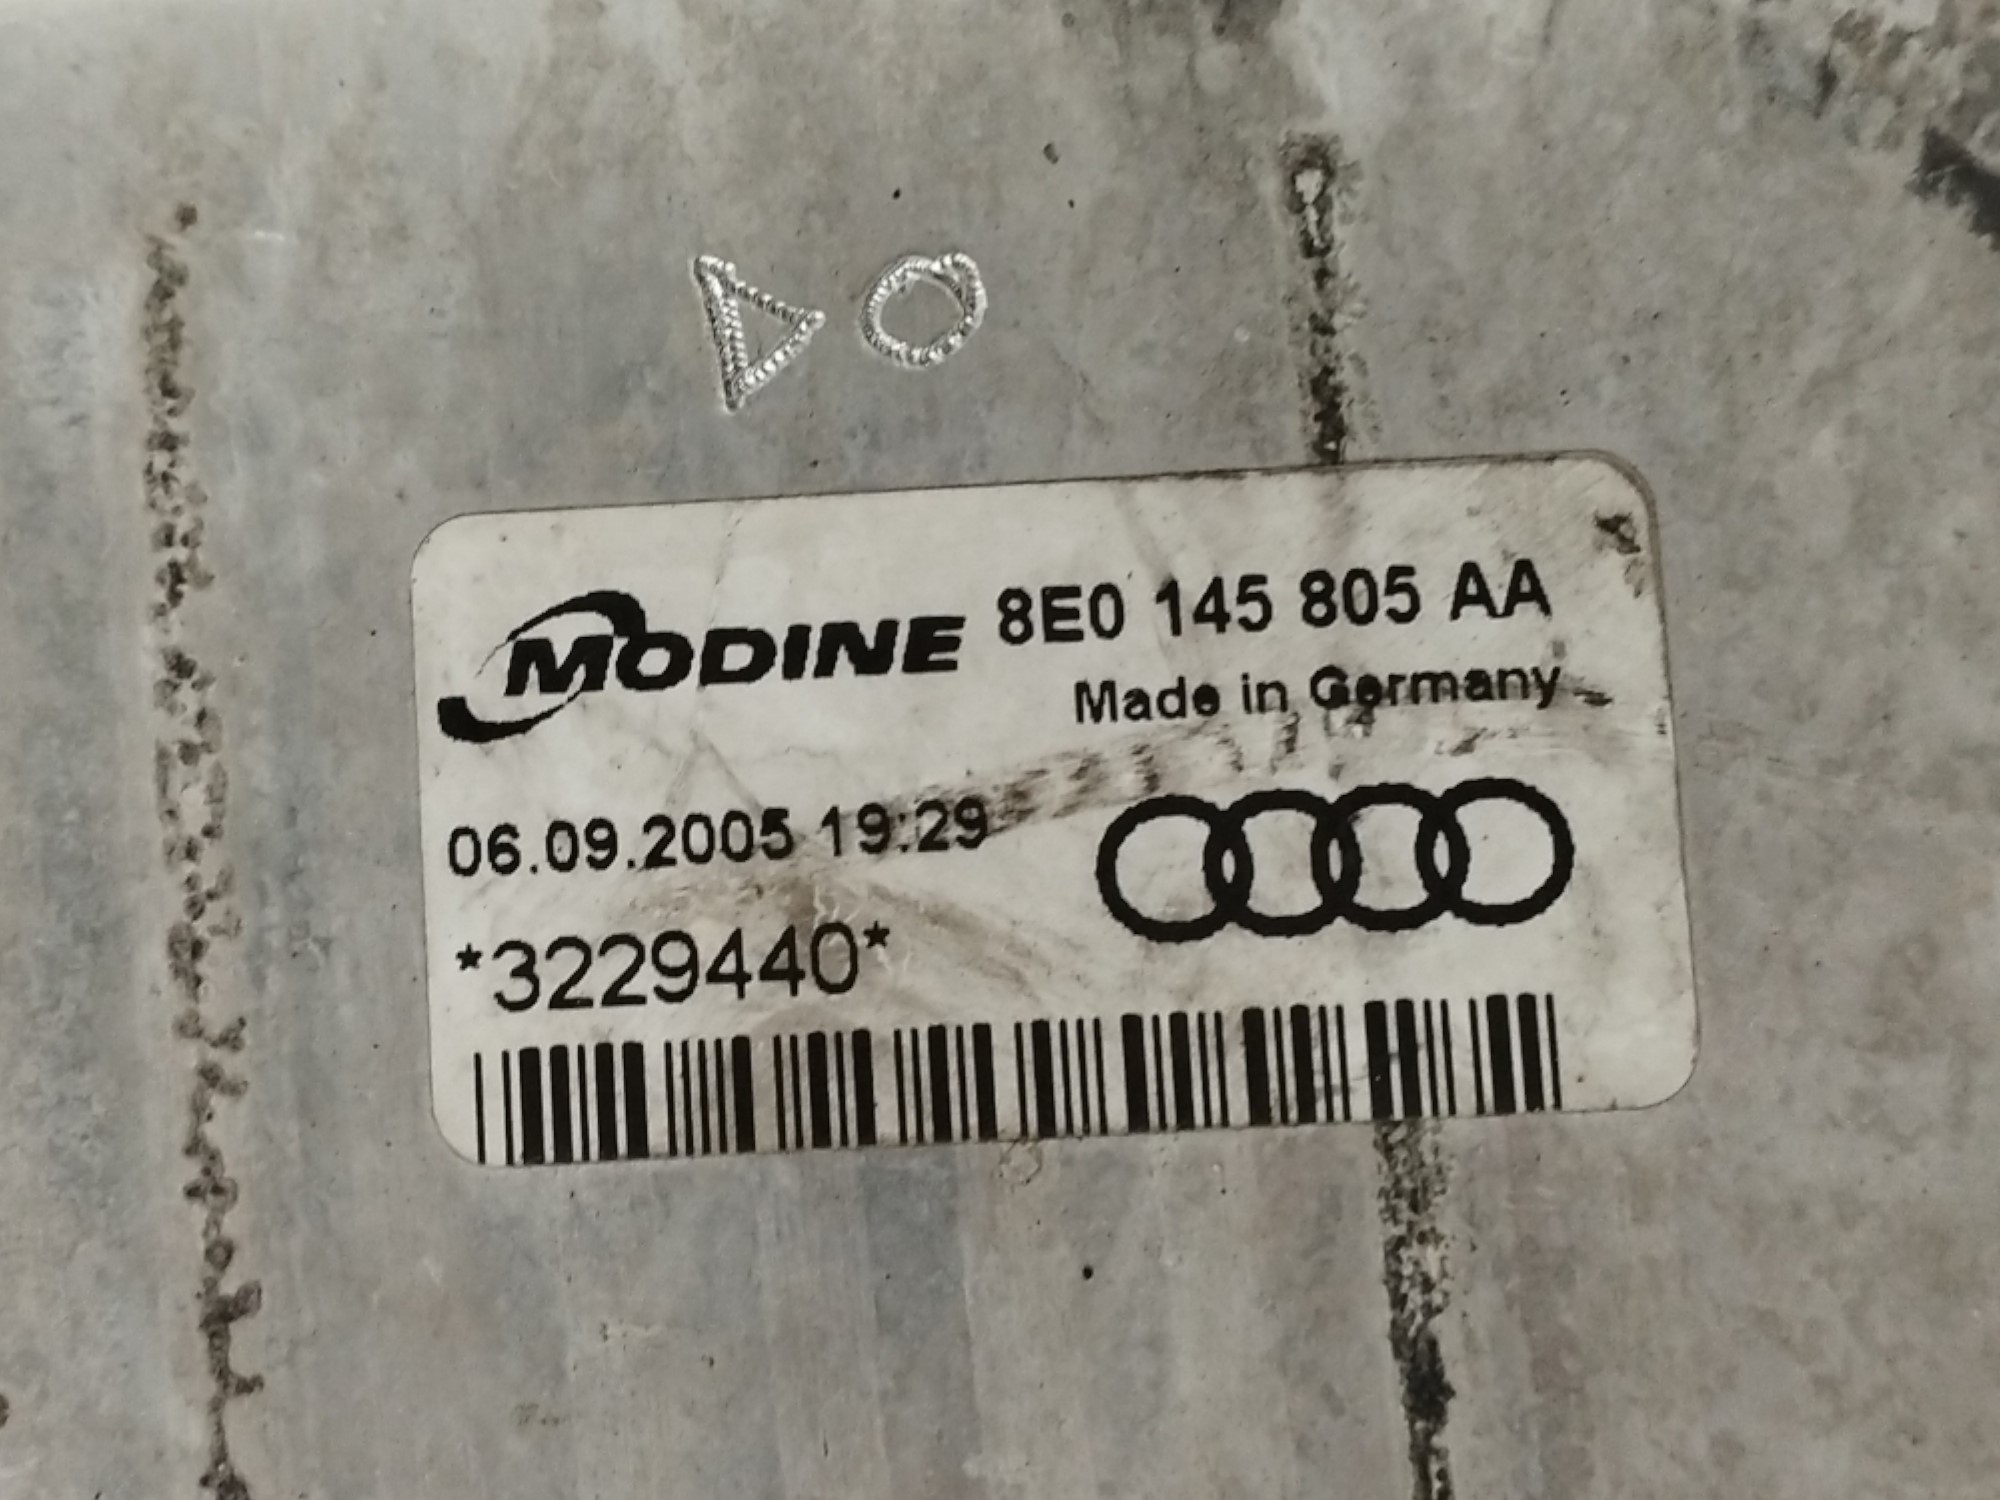 MODINE 8E0 145 805 AA
Made in Germany
06.09.2005 19:29
*3229440*